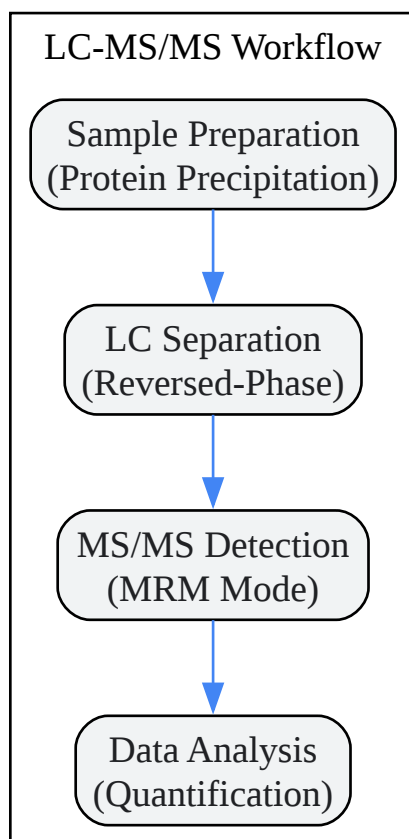 LC-MS/MS Workflow
Sample Preparation
(Protein Precipitation)
LC Separation
(Reversed-Phase)
MS/MS Detection
(MRM Mode)
Data Analysis
(Quantification)